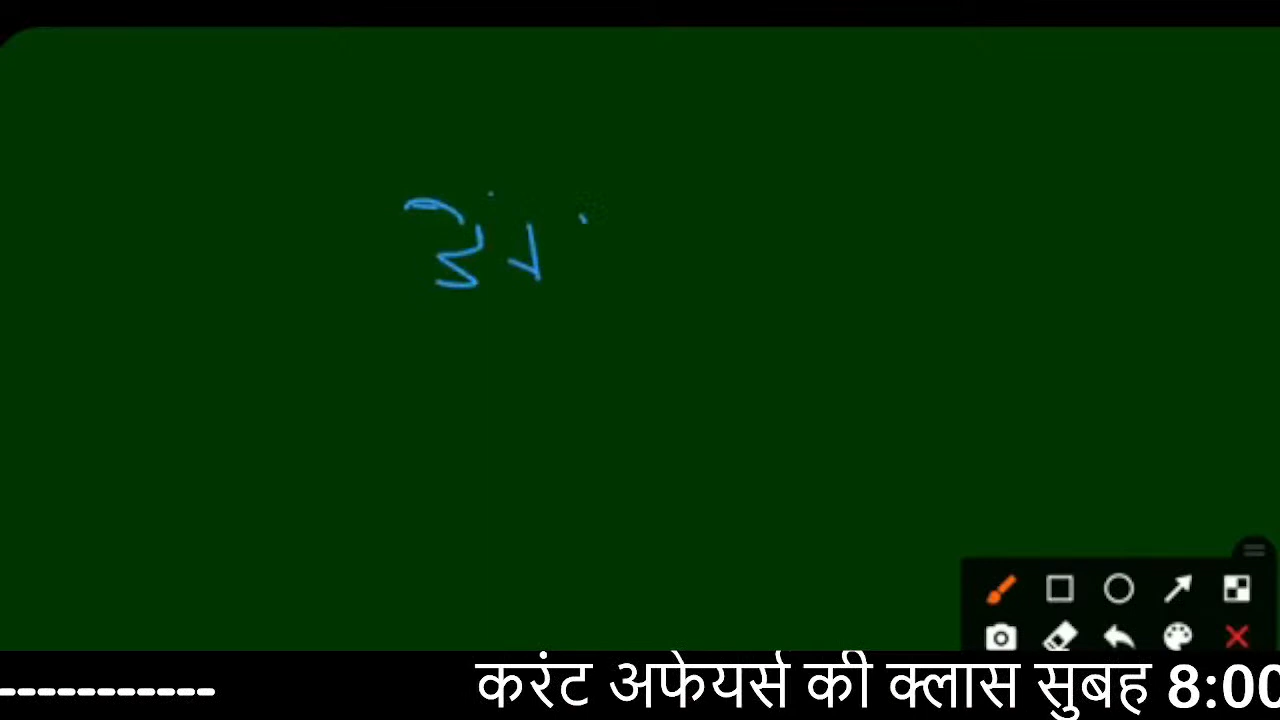 ----------- करंट अफेयर्स की क्लास सुबह 8:00